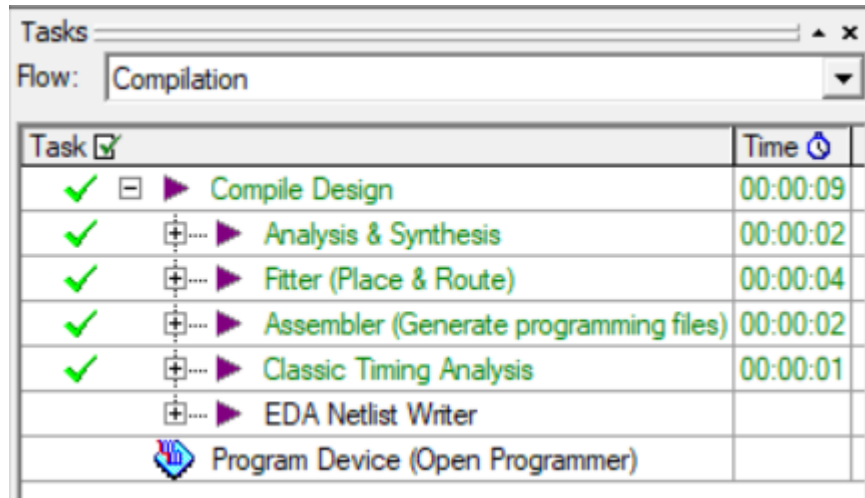 Tasks
Flow: Compilation
Task Time
Compile Design 00:00:09
Analysis & Synthesis 00:00:02
Fitter (Place & Route) 00:00:04
Assembler (Generate programming files) 00:00:02
Classic Timing Analysis 00:00:01
EDA Netlist Writer
Program Device (Open Programmer)